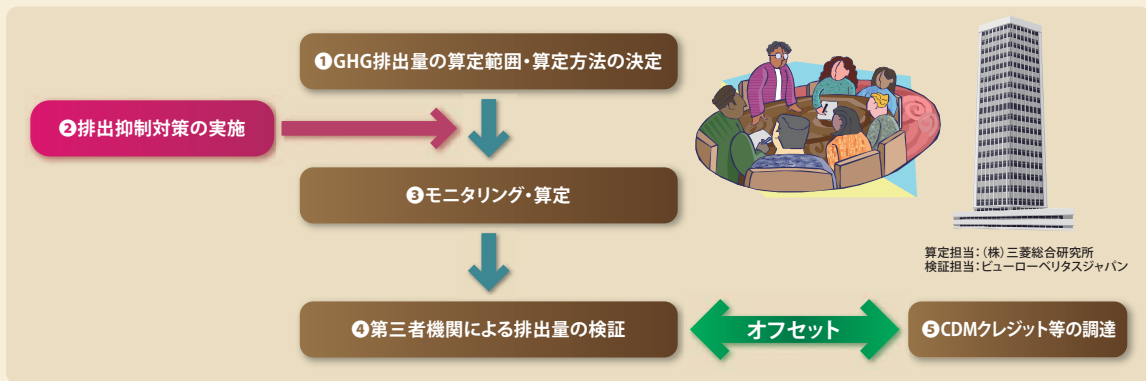 ❶GHG排出量の算定範囲・算定方法の決定
❷排出抑制対策の実施
❸モニタリング・算定
算定担当：(株)三菱総合研究所
検証担当：ビューローベリタスジャパン
❹第三者機関による排出量の検証
オフセット
❺CDMクレジット等の調達